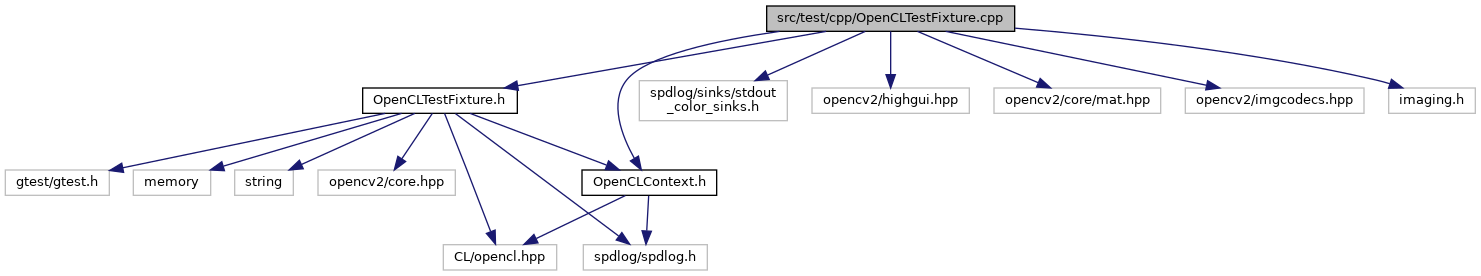 src/test/cpp/OpenCLTestFixture.cpp
OpenCLTestFixture.h
spdlog/sinks/stdout
_color_sinks.h
opencv2/highgui.hpp
opencv2/core/mat.hpp
opencv2/imgcodecs.hpp
imaging.h
gtest/gtest.h
memory
string
opencv2/core.hpp
OpenCLContext.h
CL/opencl.hpp
spdlog/spdlog.h